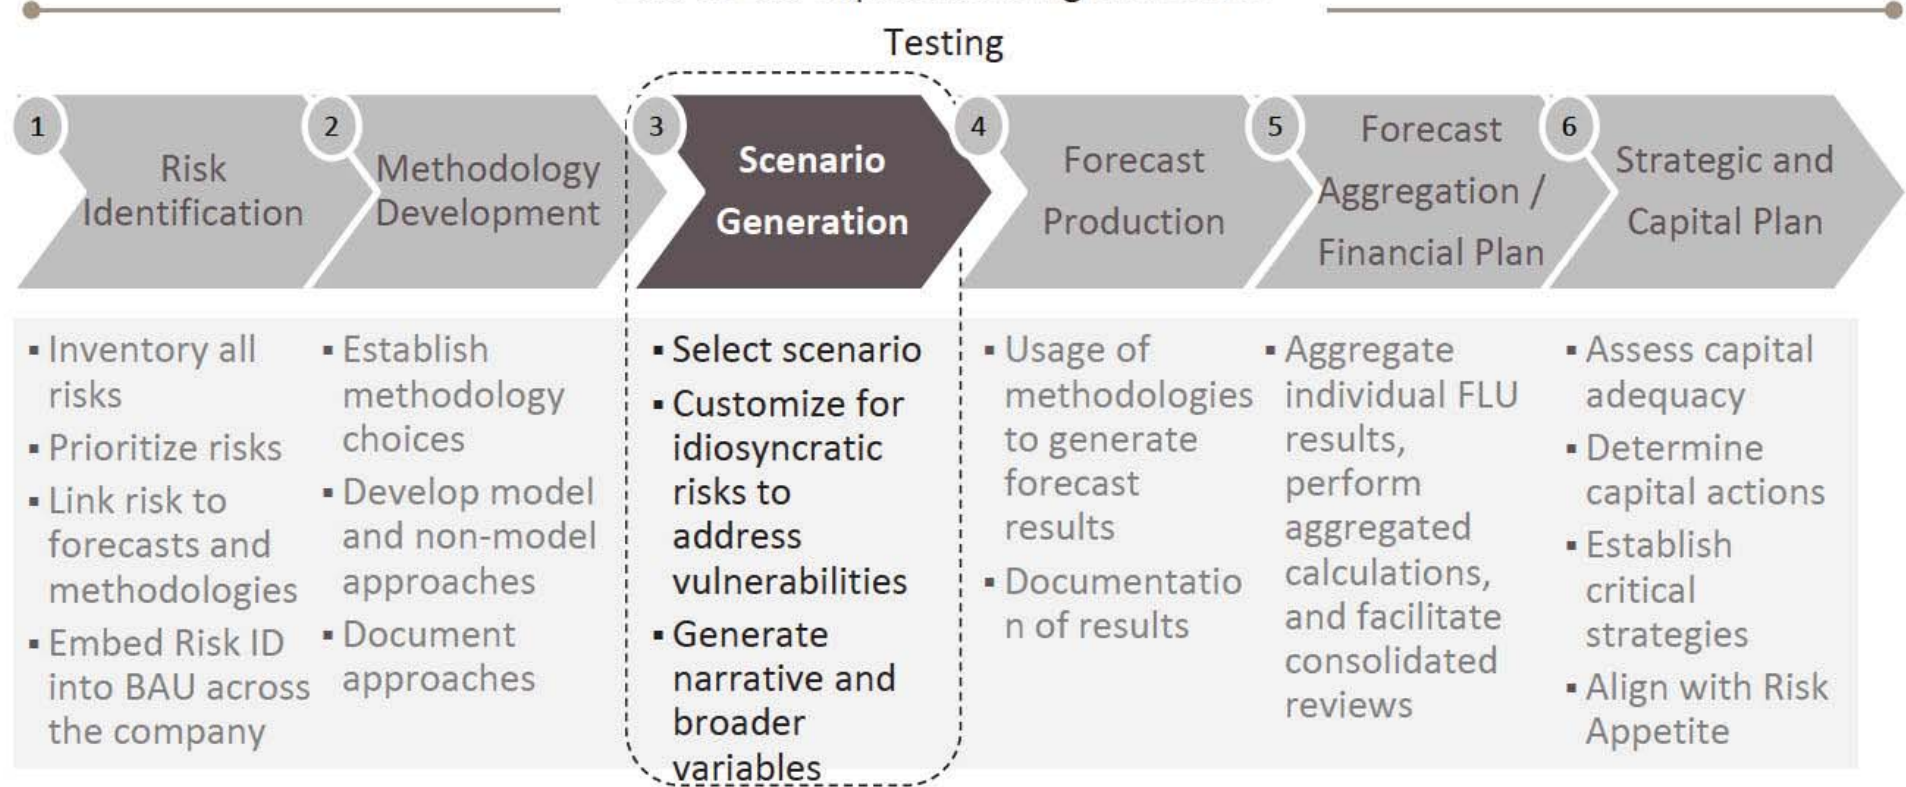 Testing
1
Risk
Identification
2
Methodology
Development
3
Scenario
Generation
4
Forecast
Production
5
Forecast
Aggregation /
Financial Plan
6
Strategic and
Capital Plan
▪ Inventory all
risks
▪ Prioritize risks
▪ Link risk to
forecasts and
methodologies
▪ Embed Risk ID
into BAU across
the company
▪ Establish
methodology
choices
▪ Develop model
and non-model
approaches
▪ Document
approaches
▪ Select scenario
▪ Customize for
idiosyncratic
risks to
address
vulnerabilities
▪ Generate
narrative and
broader
variables
▪ Usage of
methodologies
to generate
forecast
results
▪ Documentatio
n of results
▪ Aggregate
individual FLU
results,
perform
aggregated
calculations,
and facilitate
consolidated
reviews
▪ Assess capital
adequacy
▪ Determine
capital actions
▪ Establish
critical
strategies
▪ Align with Risk
Appetite